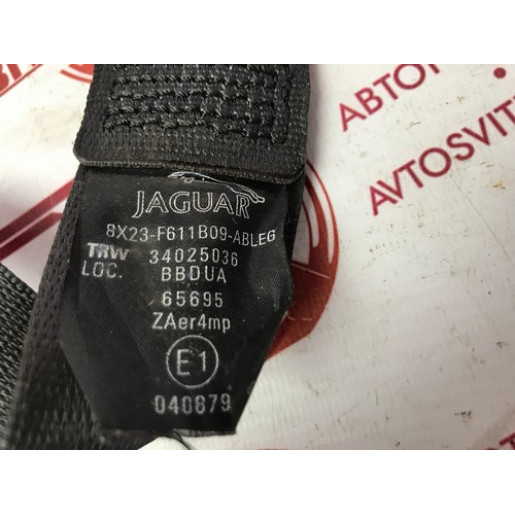 JAGUAR
8X23-F611B09-ABLEG
TRW 34025036
LOC. BBDUA
65695
ZAer4mp
E1
040879
АВТО
AVTOSVIT